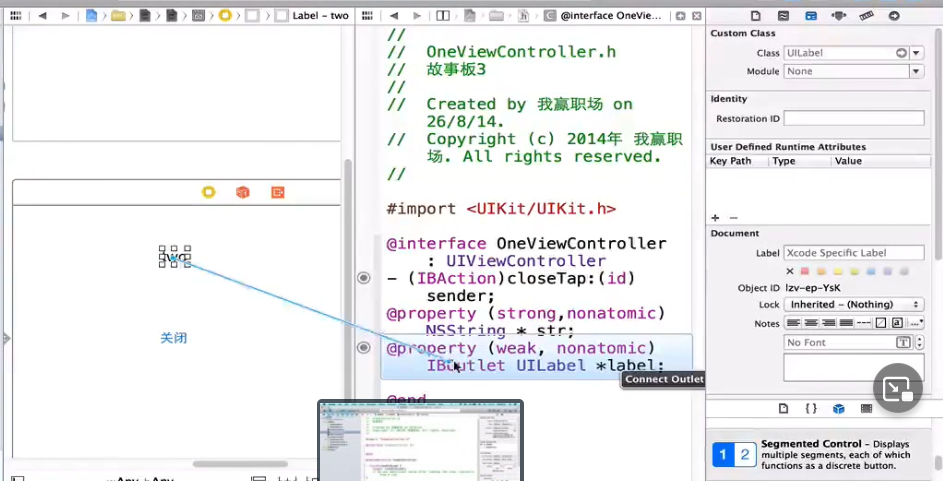 Label – two
@interface OneVie...
//
// OneViewController.h
// 故事板3
//
// Created by 我赢职场 on
26/8/14.
// Copyright (c) 2014年 我赢职
场. All rights reserved.
//
#import <UIKit/UIKit.h>
@interface OneViewController
: UIViewController
- (IBAction)closeTap:(id)
sender;
@property (strong,nonatomic)
NSString * str;
@property (weak, nonatomic)
IBOutlet UILabel *label;
Connect Outlet
@end
two
关闭
Custom Class
Class UILabel
Module None
Identity
Restoration ID
User Defined Runtime Attributes
Key Path Type Value
+ −
Document
Label Xcode Specific Label
Object ID lzv-ep-YsK
Lock Inherited – (Nothing)
Notes
No Font
1 2
Segmented Control – Displays
multiple segments, each of which
functions as a discrete button.